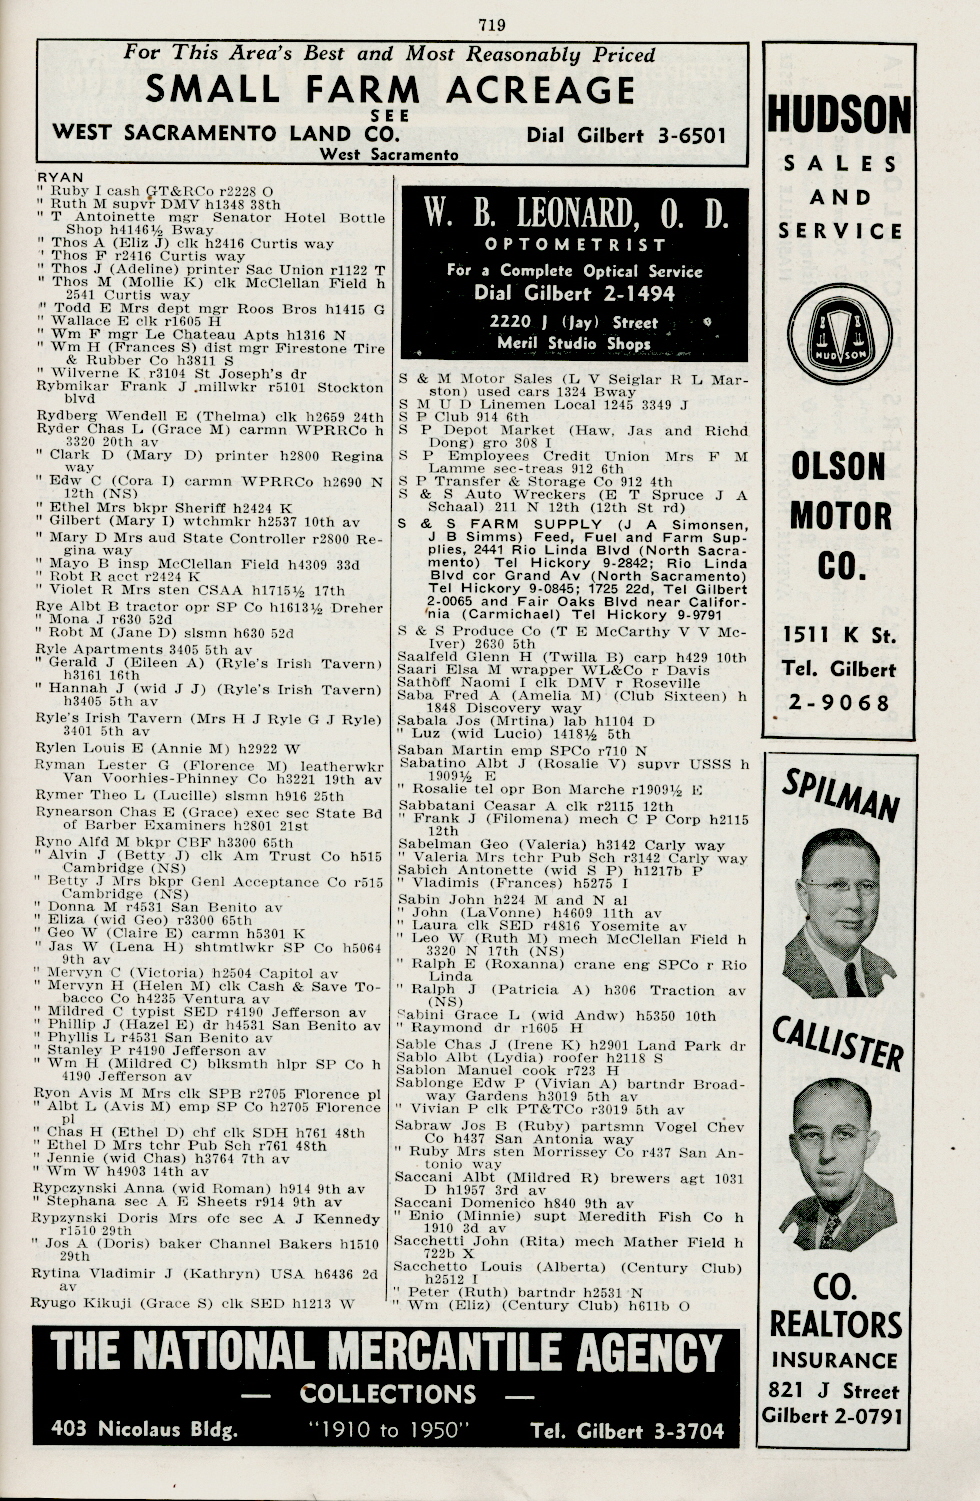 719
For This Area's Best and Most Reasonably Priced
SMALL FARM ACREAGE
SEE
WEST SACRAMENTO LAND CO. Dial Gilbert 3-6501
West Sacramento
RYAN
" Ruby I cash GT&RCo r2228 O
" Ruth M supvr DMV h1348 38th
" T Antoinette mgr Senator Hotel Bottle
Shop h4146½ Bway
" Thos A (Eliz J) clk h2416 Curtis way
' Thos F r2416 Curtis way
" Thos J (Adeline) printer Sac Union r1122 T
" Thos M (Mollie K) clk McClellan Field h
2541 Curtis way
" Todd E Mrs dept mgr Roos Bros h1415 G
" Wallace E clk r1605 H
" Wm F mgr Le Chateau Apts h1316 N
" Wm H (Frances S) dist mgr Firestone Tire
& Rubber Co h3811 S
" Wilverne K r3104 St Joseph's dr
Rybmikar Frank J millwkr r5101 Stockton
blvd
Rydberg Wendell E (Thelma) clk h2659 24th
Ryder Chas L (Grace M) carmn WPRRCo h
3320 20th av
" Clark D (Mary D) printer h2800 Regina
way
" Edw C (Cora I) carmn WPRRCo h2690 N
12th (NS)
" Ethel Mrs bkpr Sheriff h2424 K
" Gilbert (Mary I) wtchmkr h2537 10th av
" Mary D Mrs aud State Controller r2800 Re-
gina way
" Mayo B insp McClellan Field h4309 33d
" Robt R acct r2424 K
" Violet R Mrs sten CSAA h1715½ 17th
Rye Albt B tractor opr SP Co h1613½ Dreher
" Mona J r630 52d
" Robt M (Jane D) slsmn h630 52d
Ryle Apartments 3405 5th av
" Gerald J (Eileen A) (Ryle's Irish Tavern)
h3161 16th
" Hannah J (wid J J) (Ryle's Irish Tavern)
h3405 5th av
Ryle's Irish Tavern (Mrs H J Ryle G J Ryle)
3401 5th av
Rylen Louis E (Annie M) h2922 W
Ryman Lester G (Florence M) leatherwkr
Van Voorhies-Phinney Co h3221 19th av
Rymer Theo L (Lucille) slsmn h916 25th
Rynearson Chas E (Grace) exec sec State Bd
of Barber Examiners h2801 21st
Ryno Alfd M bkpr CBF h3300 65th
" Alvin J (Betty J) clk Am Trust Co h515
Cambridge (NS)
" Betty J Mrs bkpr Genl Acceptance Co r515
Cambridge (NS)
" Donna M r4531 San Benito av
" Eliza (wid Geo) r3300 65th
" Geo W (Claire E) carmn h5301 K
" Jas W (Lena H) shtmtlwkr SP Co h5064
9th av
" Mervyn C (Victoria) h2504 Capitol av
" Mervyn H (Helen M) clk Cash & Save To-
bacco Co h4235 Ventura av
" Mildred C typist SED r4190 Jefferson av
" Phillip J (Hazel E) dr h4531 San Benito av
" Phyllis L r4531 San Benito av
" Stanley P r4190 Jefferson av
" Wm H (Mildred C) blksmth hlpr SP Co h
4190 Jefferson av
Ryon Avis M Mrs clk SPB r2705 Florence pl
" Albt L (Avis M) emp SP Co h2705 Florence
pl
" Chas H (Ethel D) chf clk SDH h761 48th
" Ethel D Mrs tchr Pub Sch r761 48th
" Jennie (wid Chas) h3764 7th av
" Wm W h4903 14th av
Rypczynski Anna (wid Roman) h914 9th av
" Stephana sec A E Sheets r914 9th av
Rypzynski Doris Mrs ofc sec A J Kennedy
r1510 29th
" Jos A (Doris) baker Channel Bakers h1510
29th
Rytina Vladimir J (Kathryn) USA h6436 2d
av
Ryugo Kikuji (Grace S) clk SED h1213 W
W. B. LEONARD, O. D.
OPTOMETRIST
For a Complete Optical Service
Dial Gilbert 2-1494
2220 J (Jay) Street
Meril Studio Shops
S & M Motor Sales (L V Seiglar R L Mar-
ston) used cars 1324 Bway
S M U D Linemen Local 1245 3349 J
S P Club 914 6th
S P Depot Market (Haw, Jas and Richd
Dong) gro 308 I
S P Employees Credit Union Mrs F M
Lamme sec-treas 912 6th
S P Transfer & Storage Co 912 4th
S & S Auto Wreckers (E T Spruce J A
Schaal) 211 N 12th (12th St rd)
S & S FARM SUPPLY (J A Simonsen,
J B Simms) Feed, Fuel and Farm Sup-
plies, 2441 Rio Linda Blvd (North Sacra-
mento) Tel Hickory 9-2842; Rio Linda
Blvd cor Grand Av (North Sacramento)
Tel Hickory 9-0845; 1725 22d, Tel Gilbert
2-0065 and Fair Oaks Blvd near Califor-
nia (Carmichael) Tel Hickory 9-9791
S & S Produce Co (T E McCarthy V V Mc-
Iver) 2630 5th
Saalfeld Glenn H (Twilla B) carp h429 10th
Saari Elsa M wrapper WL&Co r Davis
Sathoff Naomi I clk DMV r Roseville
Saba Fred A (Amelia M) (Club Sixteen) h
1848 Discovery way
Sabala Jos (Mrtina) lab h1104 D
" Luz (wid Lucio) 1418½ 5th
Saban Martin emp SPCo r710 N
Sabatino Albt J (Rosalie V) supvr USSS h
1909½ E
" Rosalie tel opr Bon Marche r1909½ E
Sabbatani Ceasar A clk r2115 12th
" Frank J (Filomena) mech C P Corp h2115
12th
Sabelman Geo (Valeria) h3142 Carly way
" Valeria Mrs tchr Pub Sch r3142 Carly way
Sabich Antonette (wid S P) h1217b P
" Vladimis (Frances) h5275 I
Sabin John h224 M and N al
" John (LaVonne) h4609 11th av
" Laura clk SED r4816 Yosemite av
" Leo W (Ruth M) mech McClellan Field h
3320 N 17th (NS)
" Ralph E (Roxanna) crane eng SPCo r Rio
Linda
" Ralph J (Patricia A) h306 Traction av
(NS)
Sabini Grace L (wid Andw) h5350 10th
" Raymond dr r1605 H
Sable Chas J (Irene K) h2901 Land Park dr
Sablo Albt (Lydia) roofer h2118 S
Sablon Manuel cook r723 H
Sablonge Edw P (Vivian A) bartndr Broad-
way Gardens h3019 5th av
" Vivian P clk PT&TCo r3019 5th av
Sabraw Jos B (Ruby) partsmn Vogel Chev
Co h437 San Antonia way
" Ruby Mrs sten Morrissey Co r437 San An-
tonio way
Saccani Albt (Mildred R) brewers agt 1031
D h1957 3rd av
Saccani Domenico h840 9th av
" Enio (Minnie) supt Meredith Fish Co h
1910 3d av
Sacchetti John (Rita) mech Mather Field h
722b X
Sacchetto Louis (Alberta) (Century Club)
h2512 I
" Peter (Ruth) bartndr h2531 N
" Wm (Eliz) (Century Club) h611b O
HUDSON
SALES
AND
SERVICE
HUDSON
OLSON
MOTOR
CO.
1511 K St.
Tel. Gilbert
2-9068
SPILMAN
CALLISTER
CO.
REALTORS
INSURANCE
821 J Street
Gilbert 2-0791
THE NATIONAL MERCANTILE AGENCY
— COLLECTIONS —
403 Nicolaus Bldg. "1910 to 1950" Tel. Gilbert 3-3704